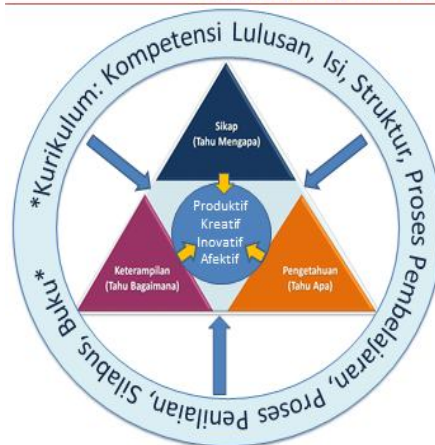 *Kurikulum: Kompetensi Lulusan, Isi, Struktur, Proses Pembelajaran, Proses Penilaian, Silabus, Buku*
Sikap
(Tahu Mengapa)
Produktif
Kreatif
Inovatif
Afektif
Keterampilan
(Tahu Bagaimana)
Pengetahuan
(Tahu Apa)